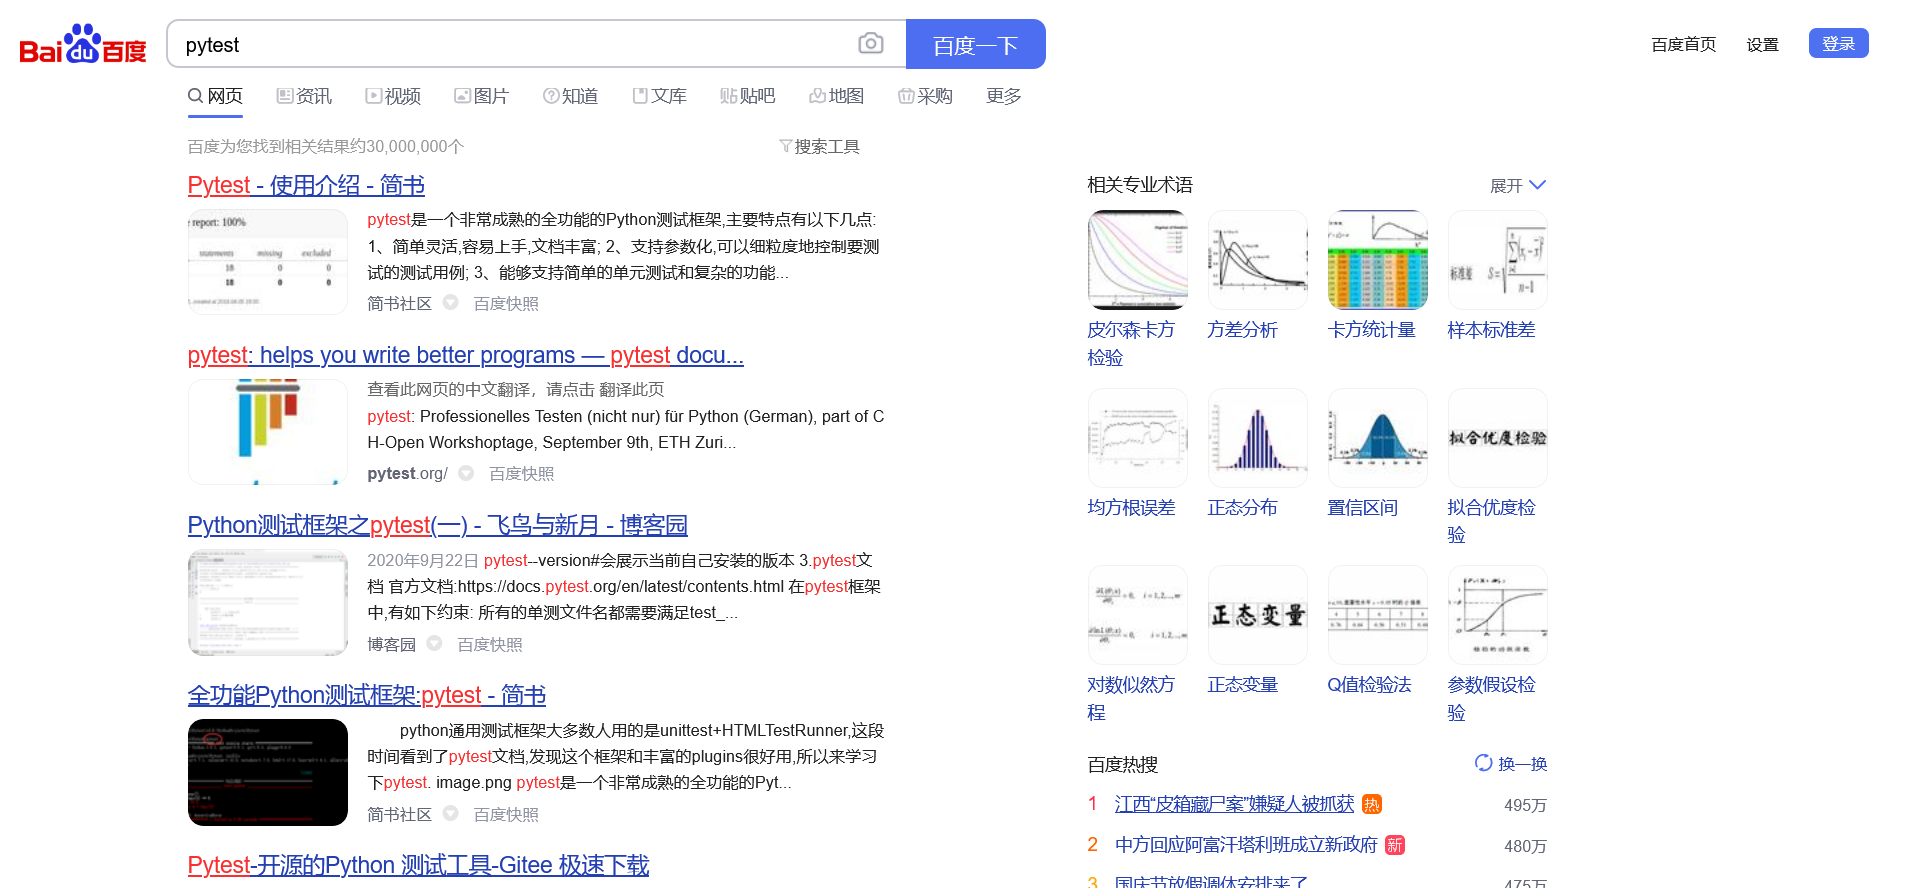 Bai du 百度
pytest
百度一下
百度首页 设置 登录
网页 资讯 视频 图片 知道 文库 贴吧 地图 采购 更多
百度为您找到相关结果约30,000,000个
搜索工具
Pytest - 使用介绍 - 简书
report: 100%
statements missing excluded
18 0 0
18 0 0
pytest是一个非常成熟的全功能的Python测试框架,主要特点有以下几点:
1、简单灵活,容易上手,文档丰富; 2、支持参数化,可以细粒度地控制要测
试的测试用例; 3、能够支持简单的单元测试和复杂的功能...
简书社区 百度快照
pytest: helps you write better programs — pytest docu...
查看此网页的中文翻译，请点击 翻译此页
pytest: Professionelles Testen (nicht nur) für Python (German), part of C
H-Open Workshoptage, September 9th, ETH Zuri...
pytest.org/ 百度快照
Python测试框架之pytest(一) - 飞鸟与新月 - 博客园
2020年9月22日 pytest--version#会展示当前自己安装的版本 3.pytest文
档 官方文档:https://docs.pytest.org/en/latest/contents.html 在pytest框架
中,有如下约束: 所有的单测文件名都需要满足test_...
博客园 百度快照
全功能Python测试框架:pytest - 简书
python通用测试框架大多数人用的是unittest+HTMLTestRunner,这段
时间看到了pytest文档,发现这个框架和丰富的plugins很好用,所以来学习
下pytest. image.png pytest是一个非常成熟的全功能的Pyt...
简书社区 百度快照
Pytest-开源的Python 测试工具-Gitee 极速下载
相关专业术语
展开
标准差
皮尔森卡方
检验
方差分析
卡方统计量
样本标准差
拟合优度检验
均方根误差
正态分布
置信区间
拟合优度检
验
正态变量
对数似然方
程
正态变量
Q值检验法
参数假设检
验
百度热搜
换一换
1 江西“皮箱藏尸案”嫌疑人被抓获 热 495万
2 中方回应阿富汗塔利班成立新政府 新 480万
3 国庆节放假调休安排来了 475万